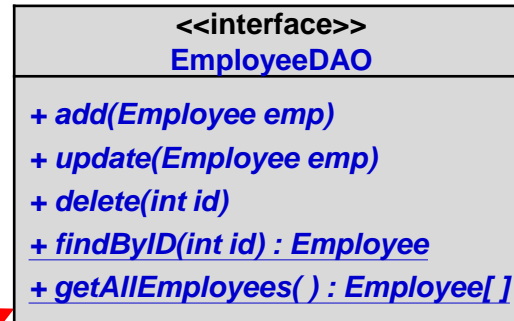 <<interface>>
EmployeeDAO
+ add(Employee emp)
+ update(Employee emp)
+ delete(int id)
+ findByID(int id) : Employee
+ getAllEmployees( ) : Employee[ ]